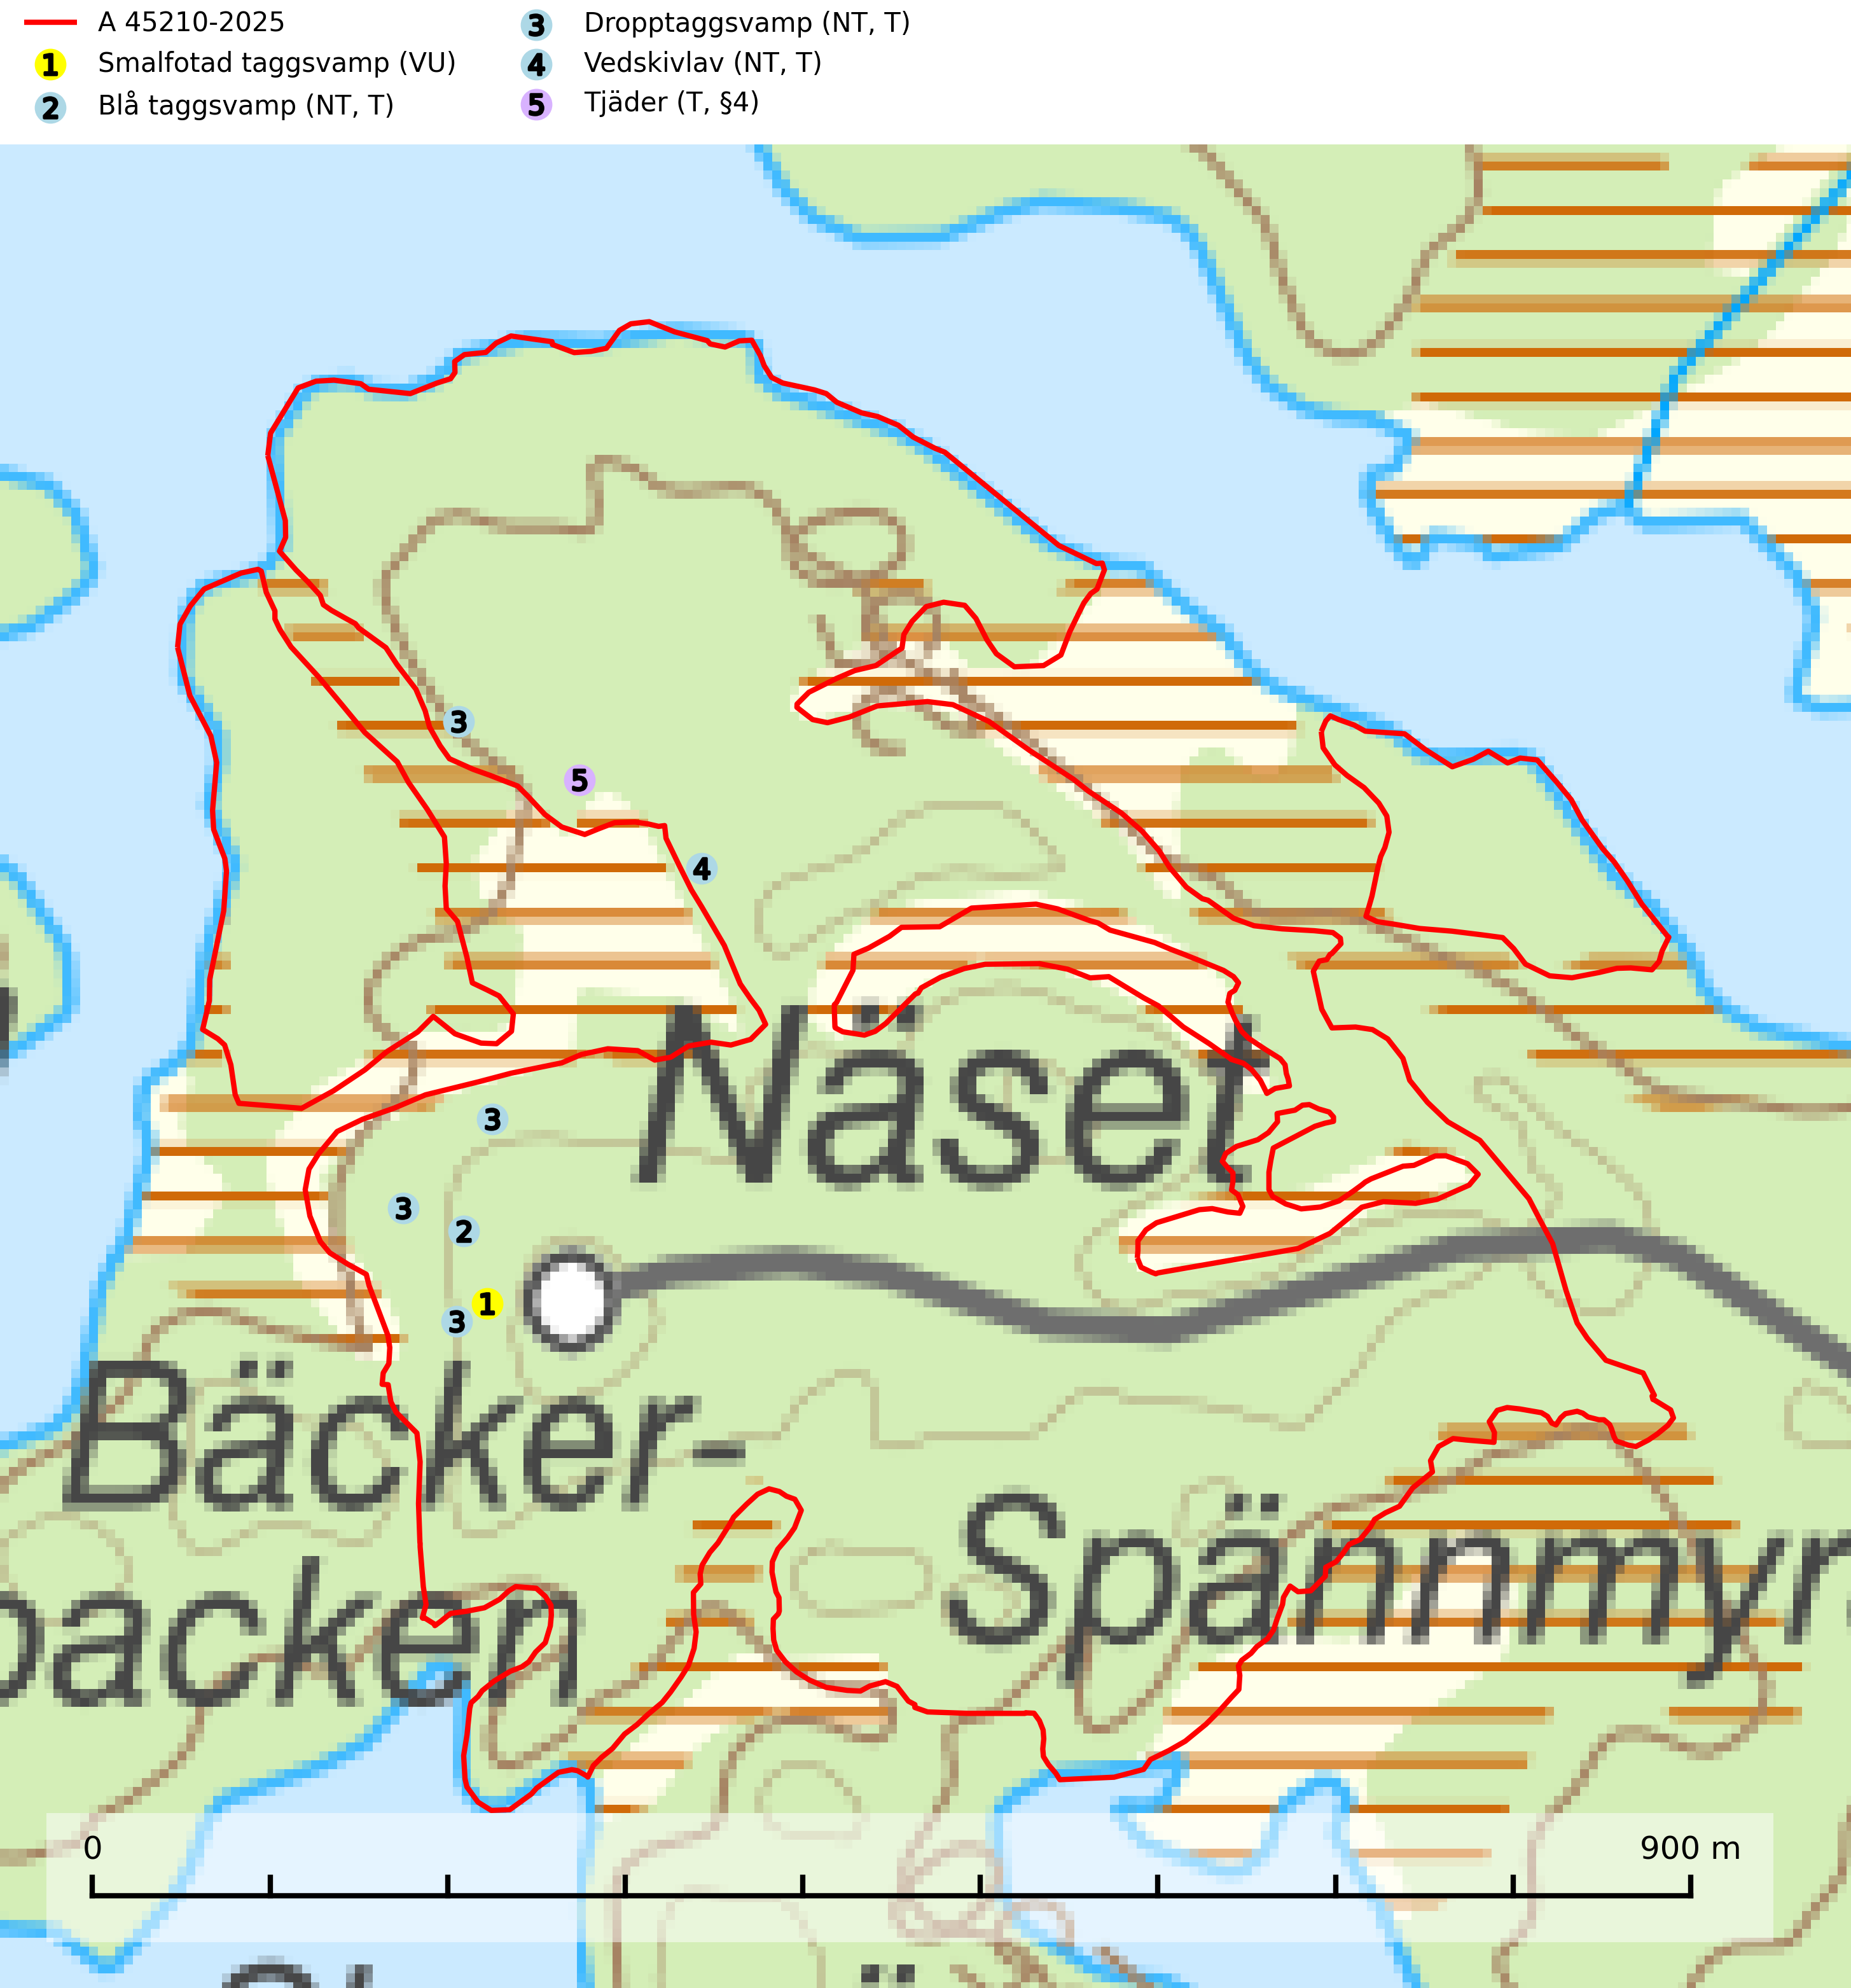 A 45210-2025
1 Smalfotad taggsvamp (VU)
2 Blå taggsvamp (NT, T)
3 Dropptaggsvamp (NT, T)
4 Vedskivlav (NT, T)
5 Tjäder (T, §4)
3
5
4
Näset
3
3
2
1
3
Bäcker-
backen
Spännmyr
0
900 m